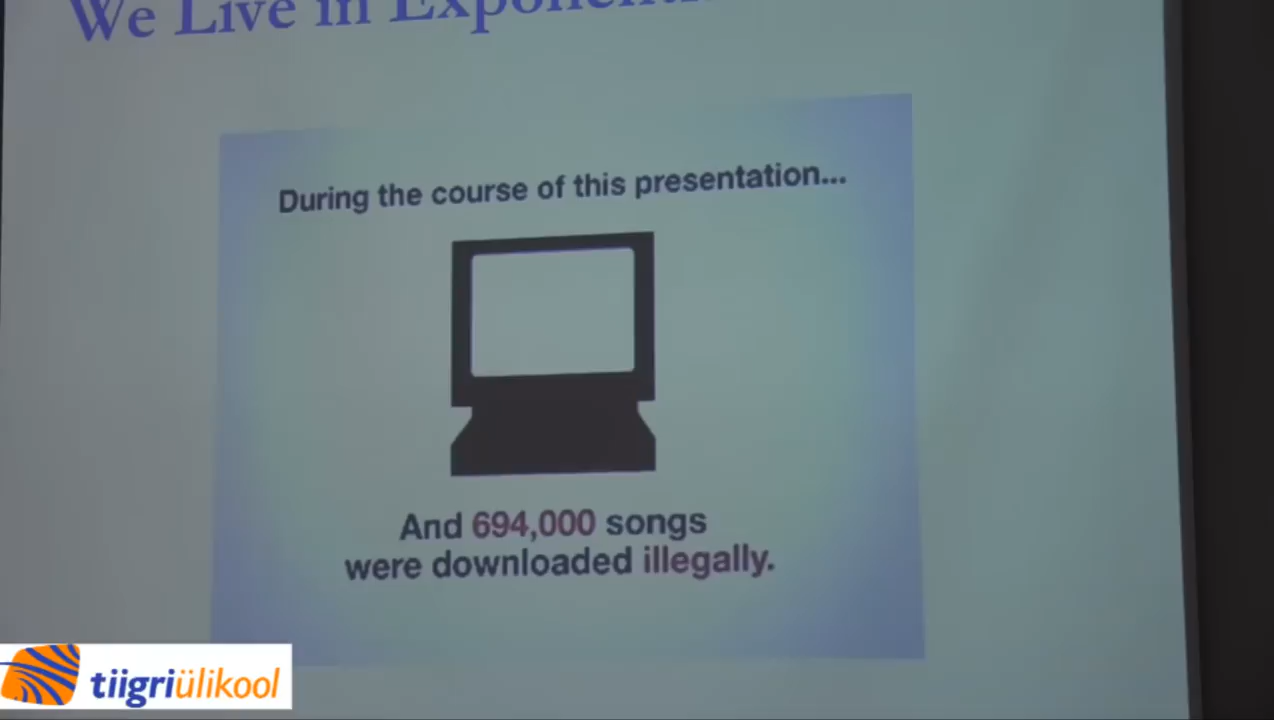 We Live in
During the course of this presentation...
And 694,000 songs
were downloaded illegally.
tiigriülikool